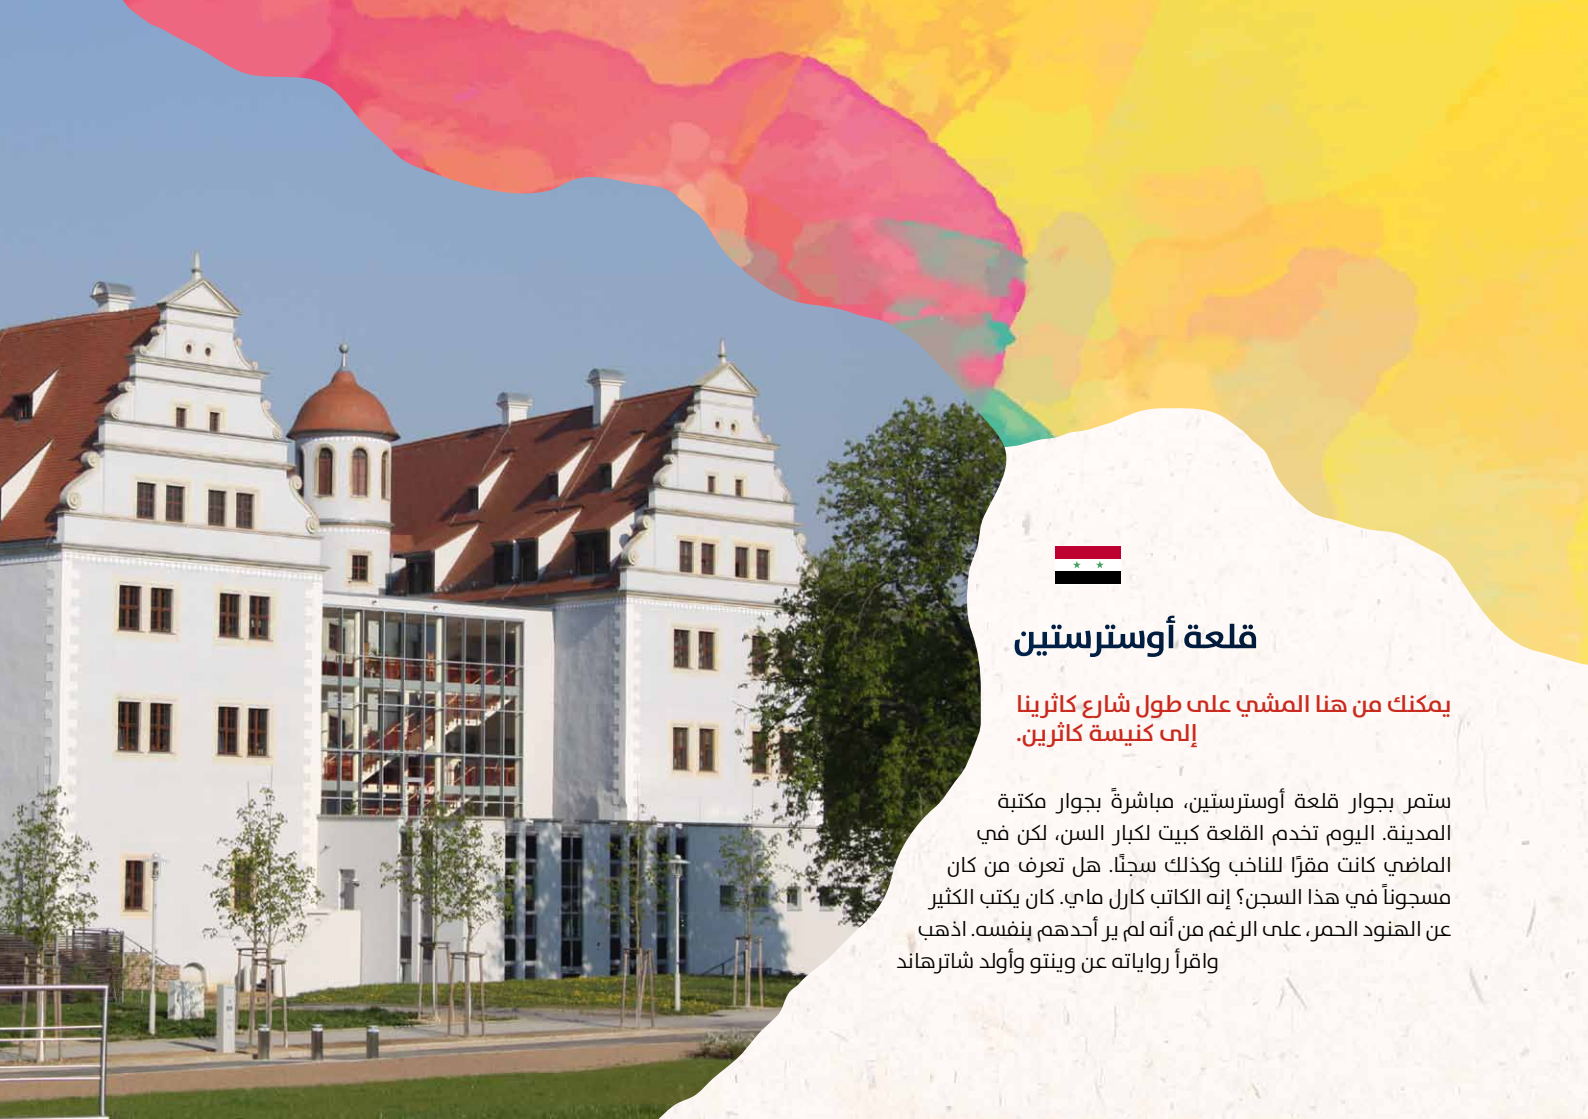 قلعة أوسترستين
يمكنك من هنا المشي على طول شارع كاثرينا
إلى كنيسة كاثرين.
ستمر بجوار قلعة أوسترستين، مباشرةً بجوار مكتبة
المدينة. اليوم تخدم القلعة كبيت لكبار السن، لكن في
الماضي كانت مقرًا للناخب وكذلك سجنًا. هل تعرف من كان
مسجوناً في هذا السجن؟ إنه الكاتب كارل ماي. كان يكتب الكثير
عن الهنود الحمر، على الرغم من أنه لم ير أحدهم بنفسه. اذهب
واقرأ رواياته عن وينتو وأولد شاترهاند